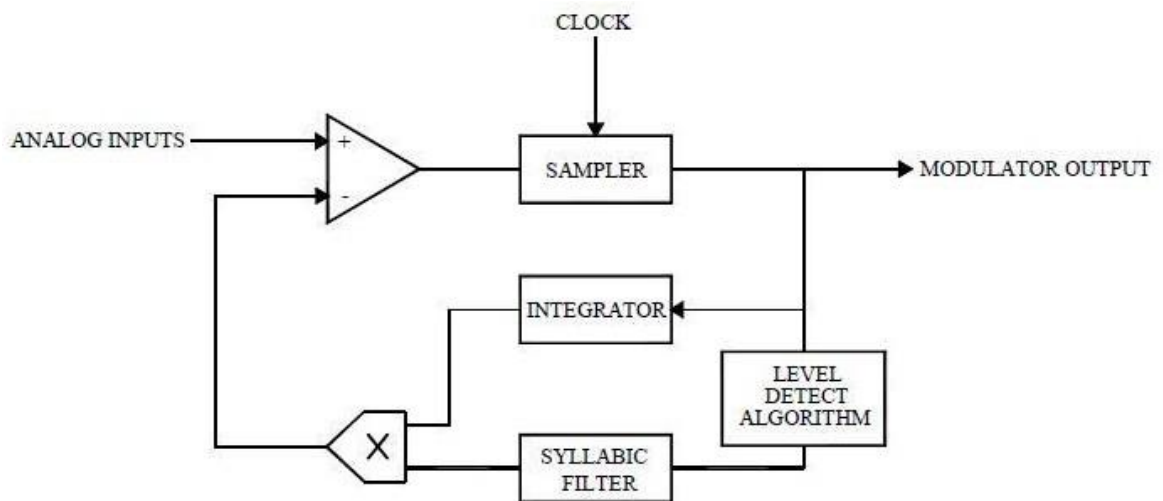 CLOCK
ANALOG INPUTS
+
-
SAMPLER
MODULATOR OUTPUT
INTEGRATOR
LEVEL
DETECT
ALGORITHM
X
SYLLABIC
FILTER